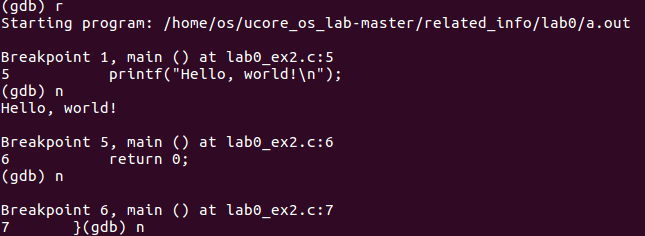 (gdb) r
Starting program: /home/os/ucore_os_lab-master/related_info/lab0/a.out

Breakpoint 1, main () at lab0_ex2.c:5
5           printf("Hello, world!\n");
(gdb) n
Hello, world!

Breakpoint 5, main () at lab0_ex2.c:6
6           return 0;
(gdb) n

Breakpoint 6, main () at lab0_ex2.c:7
7       }(gdb) n